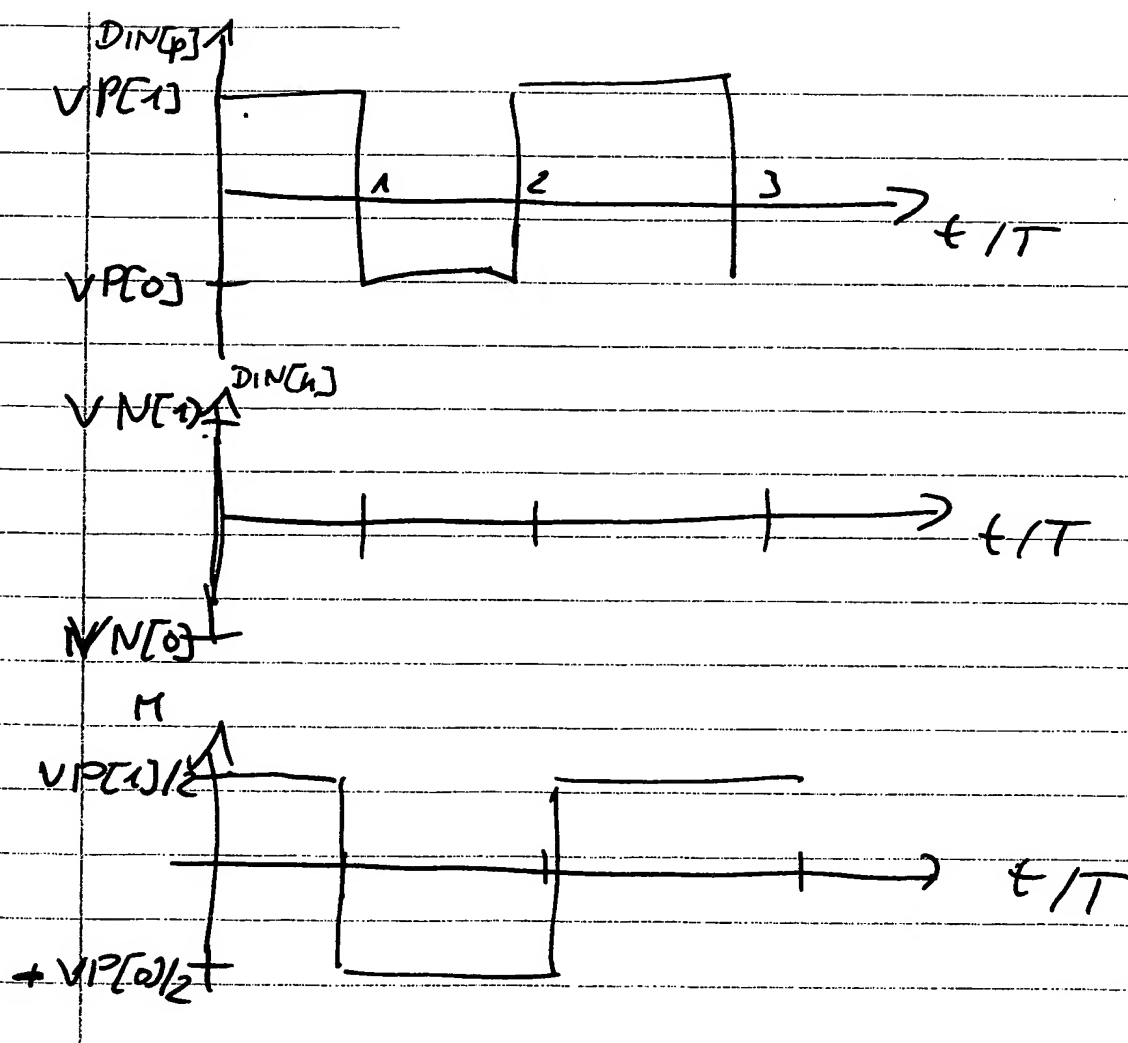 DIN[p]
VP[1]
1 2 3
t/T
VP[0]
DIN[n]
VN[1]
t/T
VN[0]
M
VP[1]/2
t/T
+ VP[0]/2